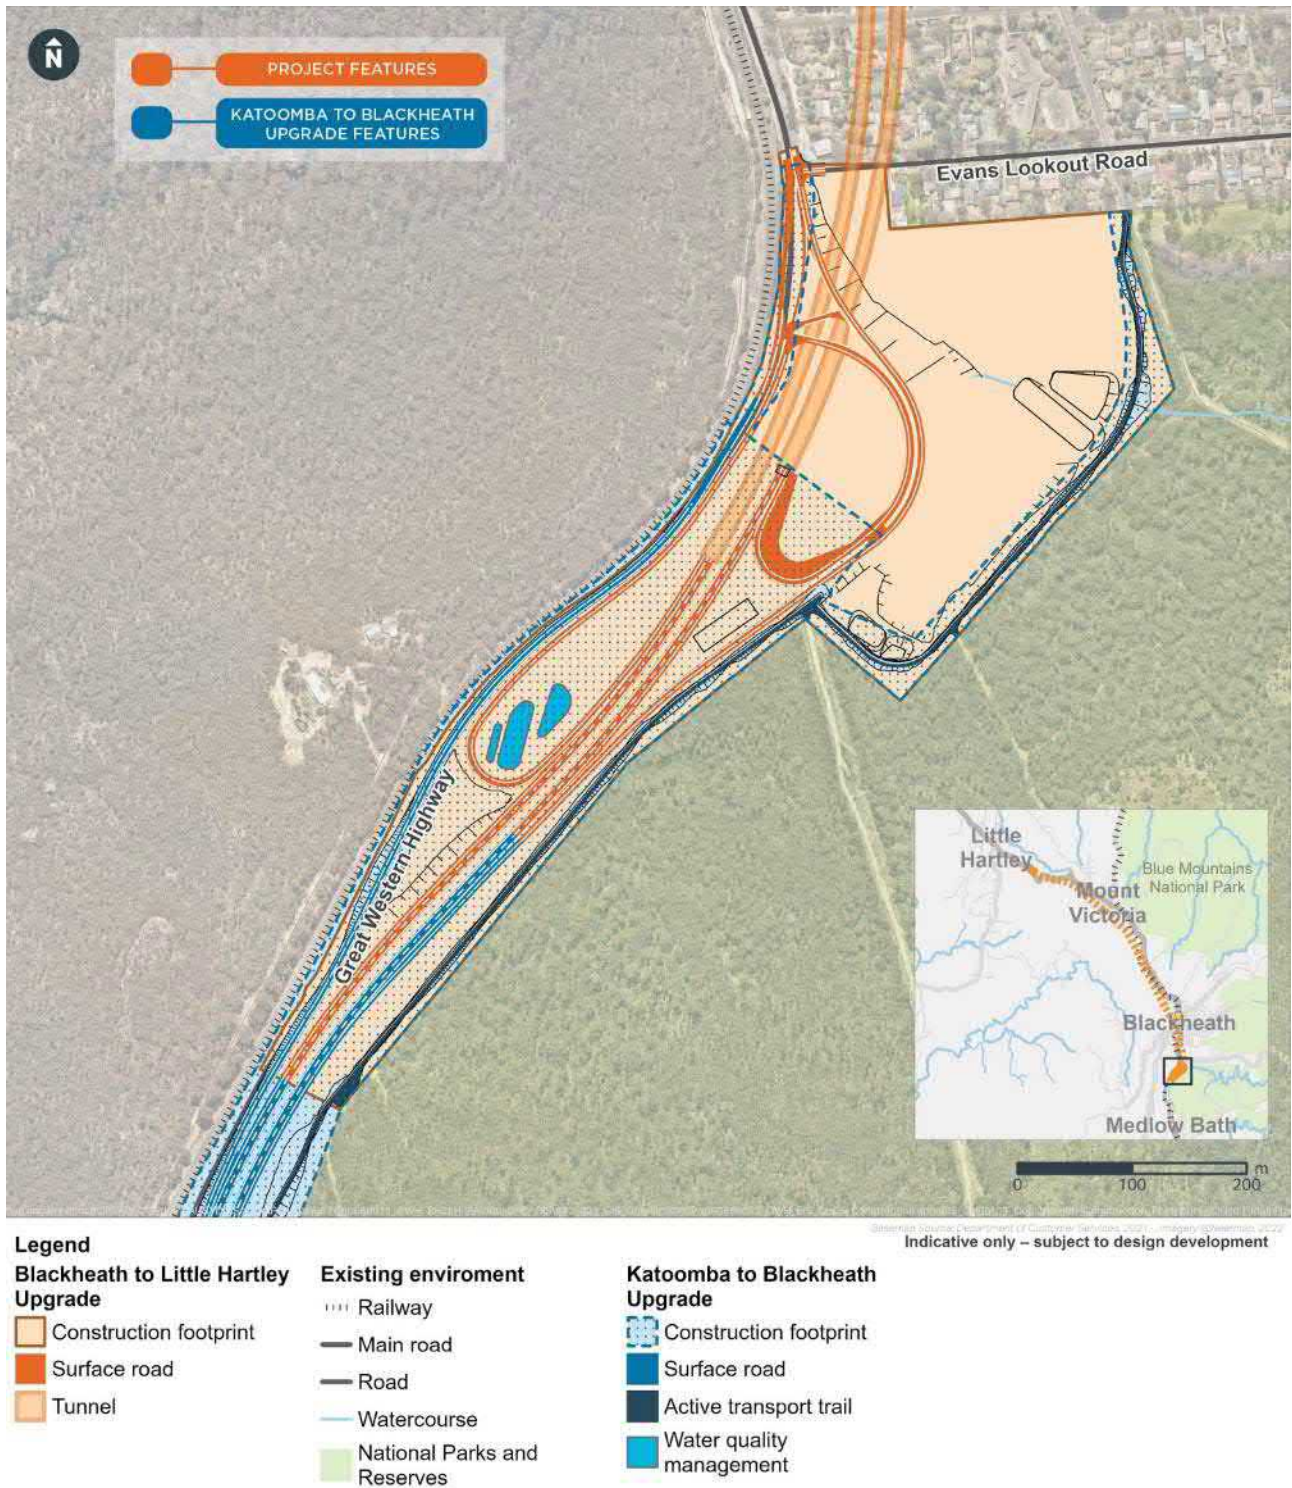 N
PROJECT FEATURES
KATOOMBA TO BLACKHEATH
UPGRADE FEATURES
Evans Lookout Road
Great Western Highway
Little
Hartley
Blue Mountains
National Park
Mount
Victoria
Blackheath
Medlow Bath
m
0
100
200
Indicative only – subject to design development
Legend
Blackheath to Little Hartley
Upgrade
Construction footprint
Surface road
Tunnel
Existing enviroment
Railway
Main road
Road
Watercourse
National Parks and
Reserves
Katoomba to Blackheath
Upgrade
Construction footprint
Surface road
Active transport trail
Water quality
management